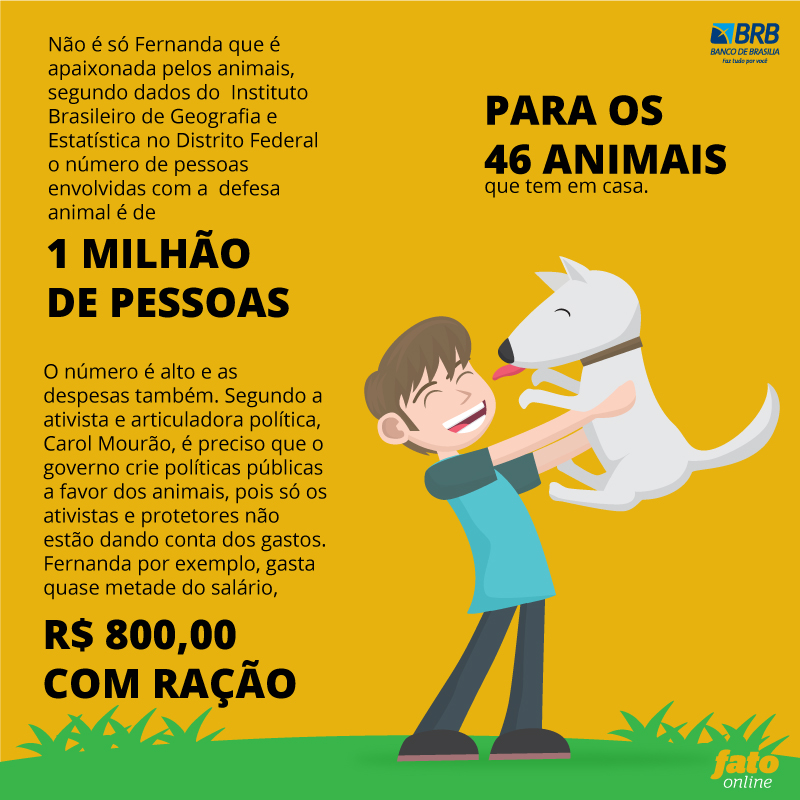 Não é só Fernanda que é
apaixonada pelos animais,
segundo dados do  Instituto
Brasileiro de Geografia e
Estatística no Distrito Federal
o número de pessoas
envolvidas com a  defesa
animal é de
1 MILHÃO
DE PESSOAS
O número é alto e as
despesas também. Segundo a
ativista e articuladora política,
Carol Mourão, é preciso que o
governo crie políticas públicas
a favor dos animais, pois só os
ativistas e protetores não
estão dando conta dos gastos.
Fernanda por exemplo, gasta
quase metade do salário,
R$ 800,00
COM RAÇÃO
PARA OS
46 ANIMAIS
que tem em casa.
BRB
BANCO DE BRASILIA
Faz tudo por você
fato
online